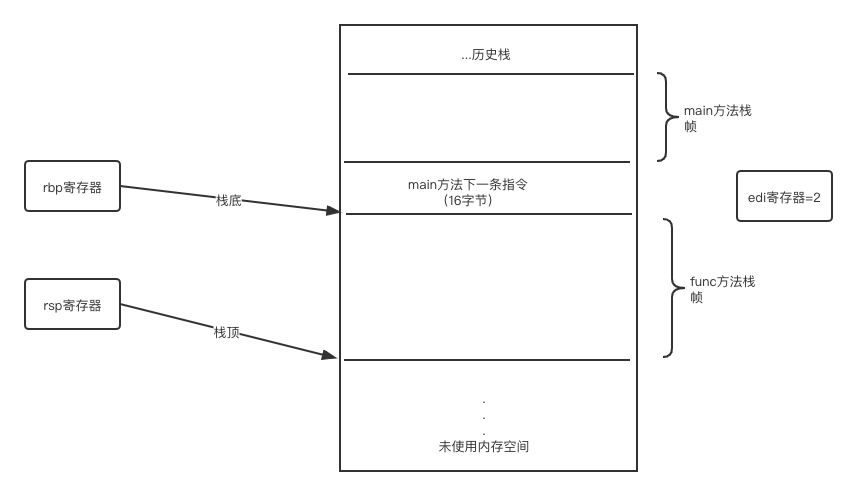 ...历史栈
main方法栈
帧
rbp寄存器
栈底
main方法下一条指令
(16字节)
edi寄存器=2
rsp寄存器
栈顶
func方法栈
帧
.
.
.
未使用内存空间